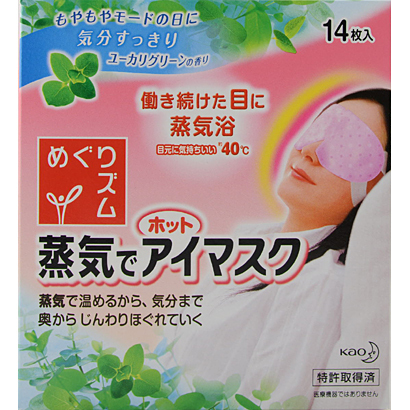 もやもやモードの日に
気分すっきり
ユーカリグリーンの香り
14枚入
働き続けた目に
蒸気浴
目元に気持ちいい 約40℃
めぐり
ズム
ホット
蒸気でアイマスク
蒸気で温めるから、気分まで
奥から じんわりほぐれていく
Kao
特許取得済
医療機器ではありません